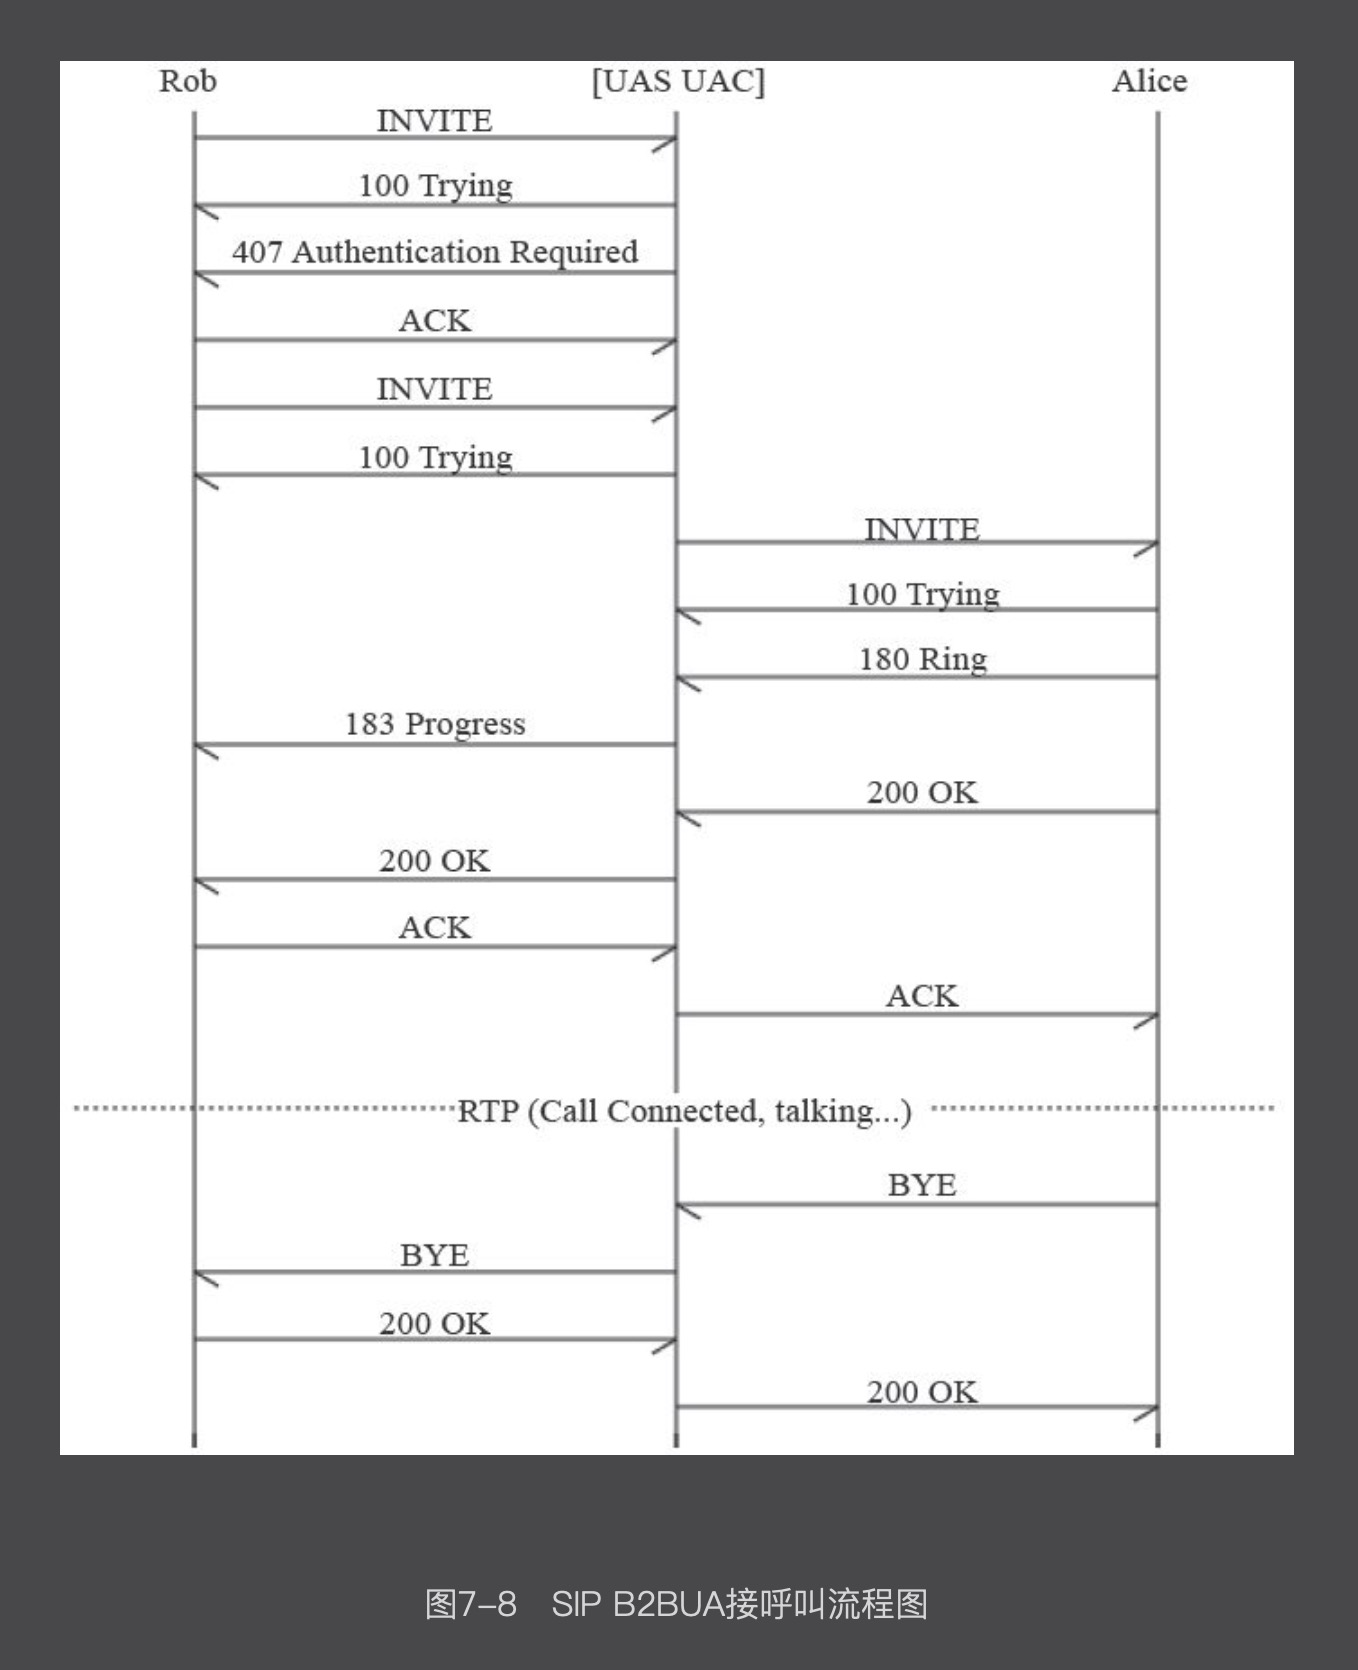 Rob [UAS UAC] Alice
INVITE
100 Trying
407 Authentication Required
ACK
INVITE
100 Trying
INVITE
100 Trying
180 Ring
183 Progress
200 OK
200 OK
ACK
ACK
RTP (Call Connected, talking...)
BYE
BYE
200 OK
200 OK
图7–8 SIP B2BUA接呼叫流程图